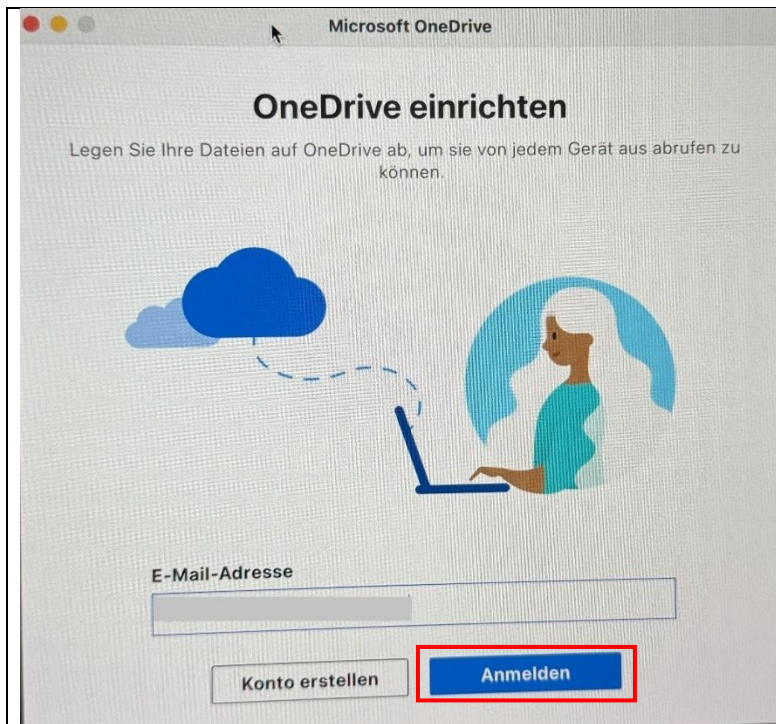 Microsoft OneDrive
OneDrive einrichten
Legen Sie Ihre Dateien auf OneDrive ab, um sie von jedem Gerät aus abrufen zu
können.
E-Mail-Adresse
Konto erstellen
Anmelden